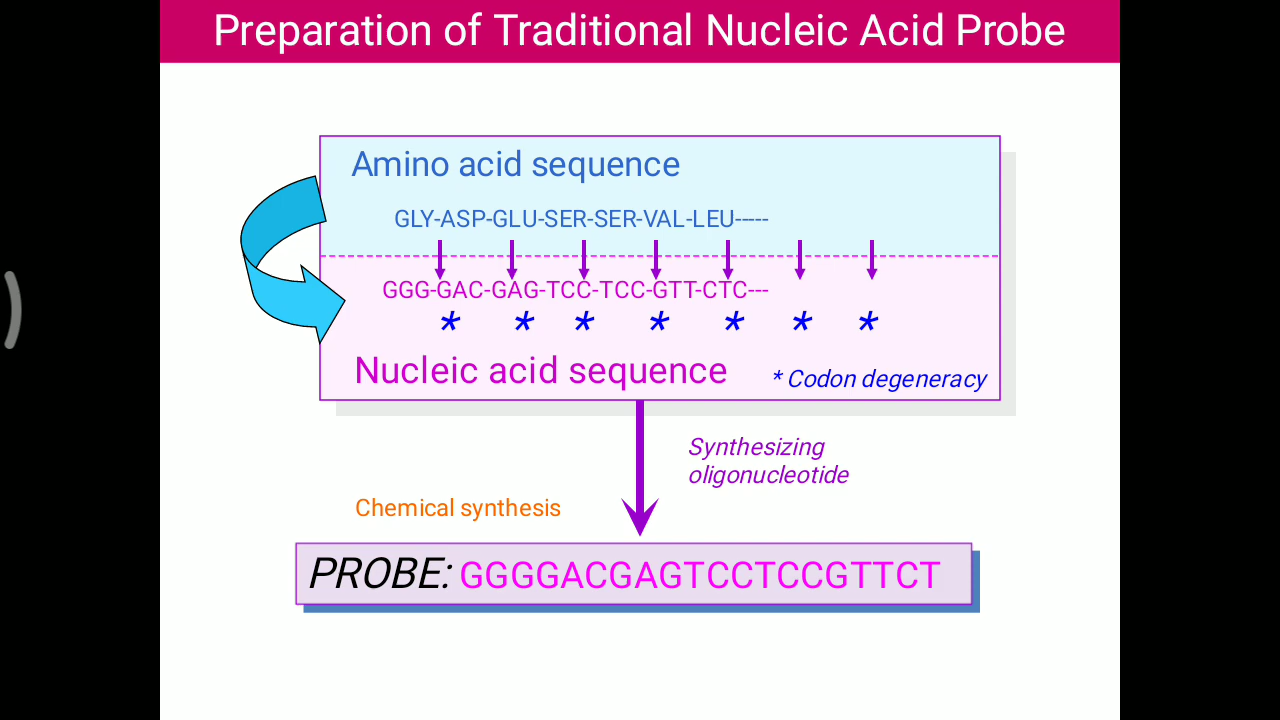 Preparation of Traditional Nucleic Acid Probe
Amino acid sequence
GLY-ASP-GLU-SER-SER-VAL-LEU-----
GGG-GAC-GAG-TCC-TCC-GTT-CTC---
* * * * * * *
Nucleic acid sequence
* Codon degeneracy
Synthesizing
oligonucleotide
Chemical synthesis
PROBE: GGGGACGAGTCCTCCGTTCT